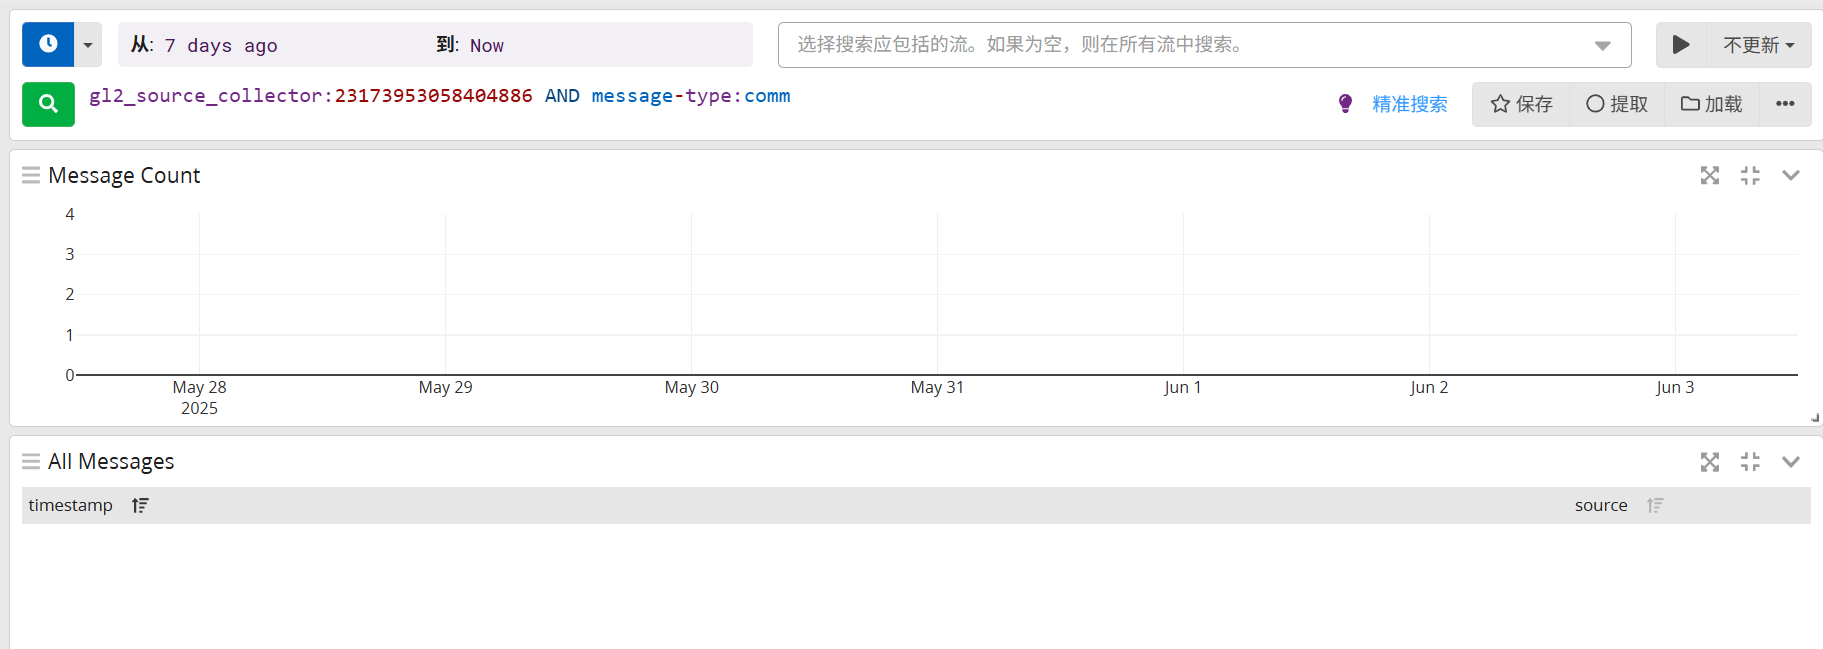 从: 7 days ago 到: Now 选择搜索应包括的流。如果为空，则在所有流中搜索。 不更新
gl2_source_collector:23173953058404886 AND message-type:comm 精准搜索 保存 提取 加载
Message Count
4
3
2
1
0
May 28 May 29 May 30 May 31 Jun 1 Jun 2 Jun 3
2025
All Messages
timestamp source